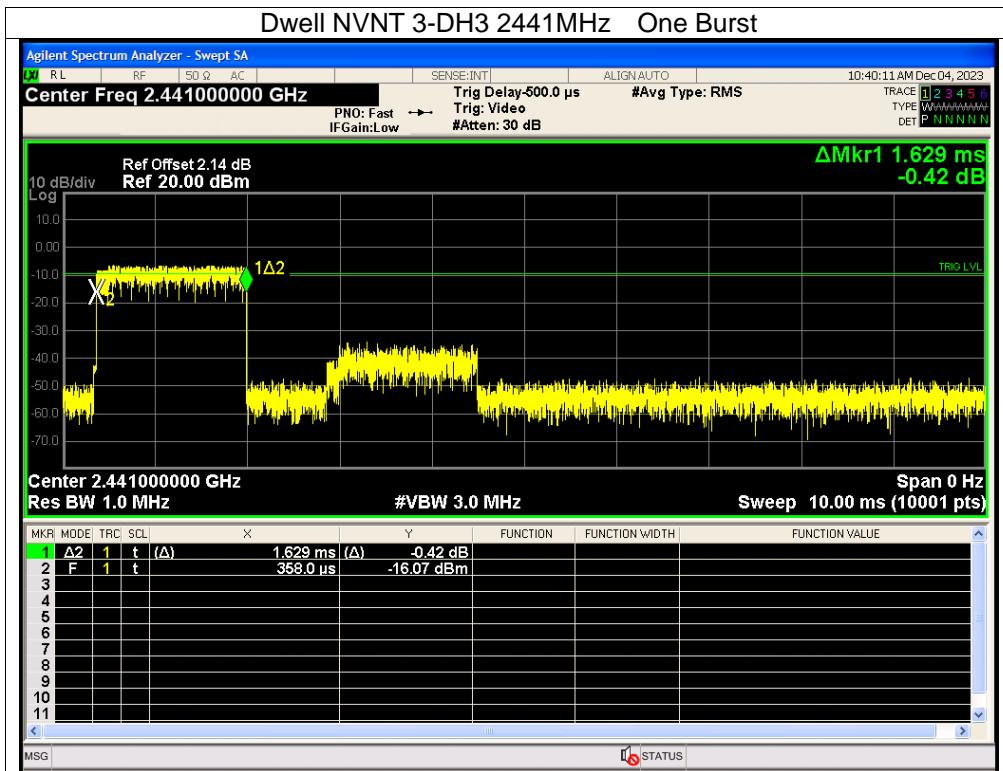 Dwell NVNT 3-DH3 2441MHz One Burst
Agilent Spectrum Analyzer - Swept SA
LXI RL RF 50 Ω AC SENSE:INT ALIGN AUTO 10:40:11 AM Dec 04, 2023
Center Freq 2.441000000 GHz
PNO: Fast
IFGain:Low
Trig Delay-500.0 µs
Trig: Video
#Atten: 30 dB
#Avg Type: RMS
TRACE 1 2 3 4 5 6
TYPE
DET P N N N N N
ΔMkr1 1.629 ms
-0.42 dB
Ref Offset 2.14 dB
10 dB/div Ref 20.00 dBm
Log
10.0
0.00
-10.0
-20.0
-30.0
-40.0
-50.0
-60.0
-70.0
1Δ2
2
TRIG LVL
Center 2.441000000 GHz Span 0 Hz
Res BW 1.0 MHz #VBW 3.0 MHz Sweep 10.00 ms (10001 pts)
MKR MODE TRC SCL X Y FUNCTION FUNCTION WIDTH FUNCTION VALUE
1 Δ2 1 t (Δ) 1.629 ms (Δ) -0.42 dB
2 F 1 t 358.0 µs -16.07 dBm
3
4
5
6
7
8
9
10
11
MSG STATUS